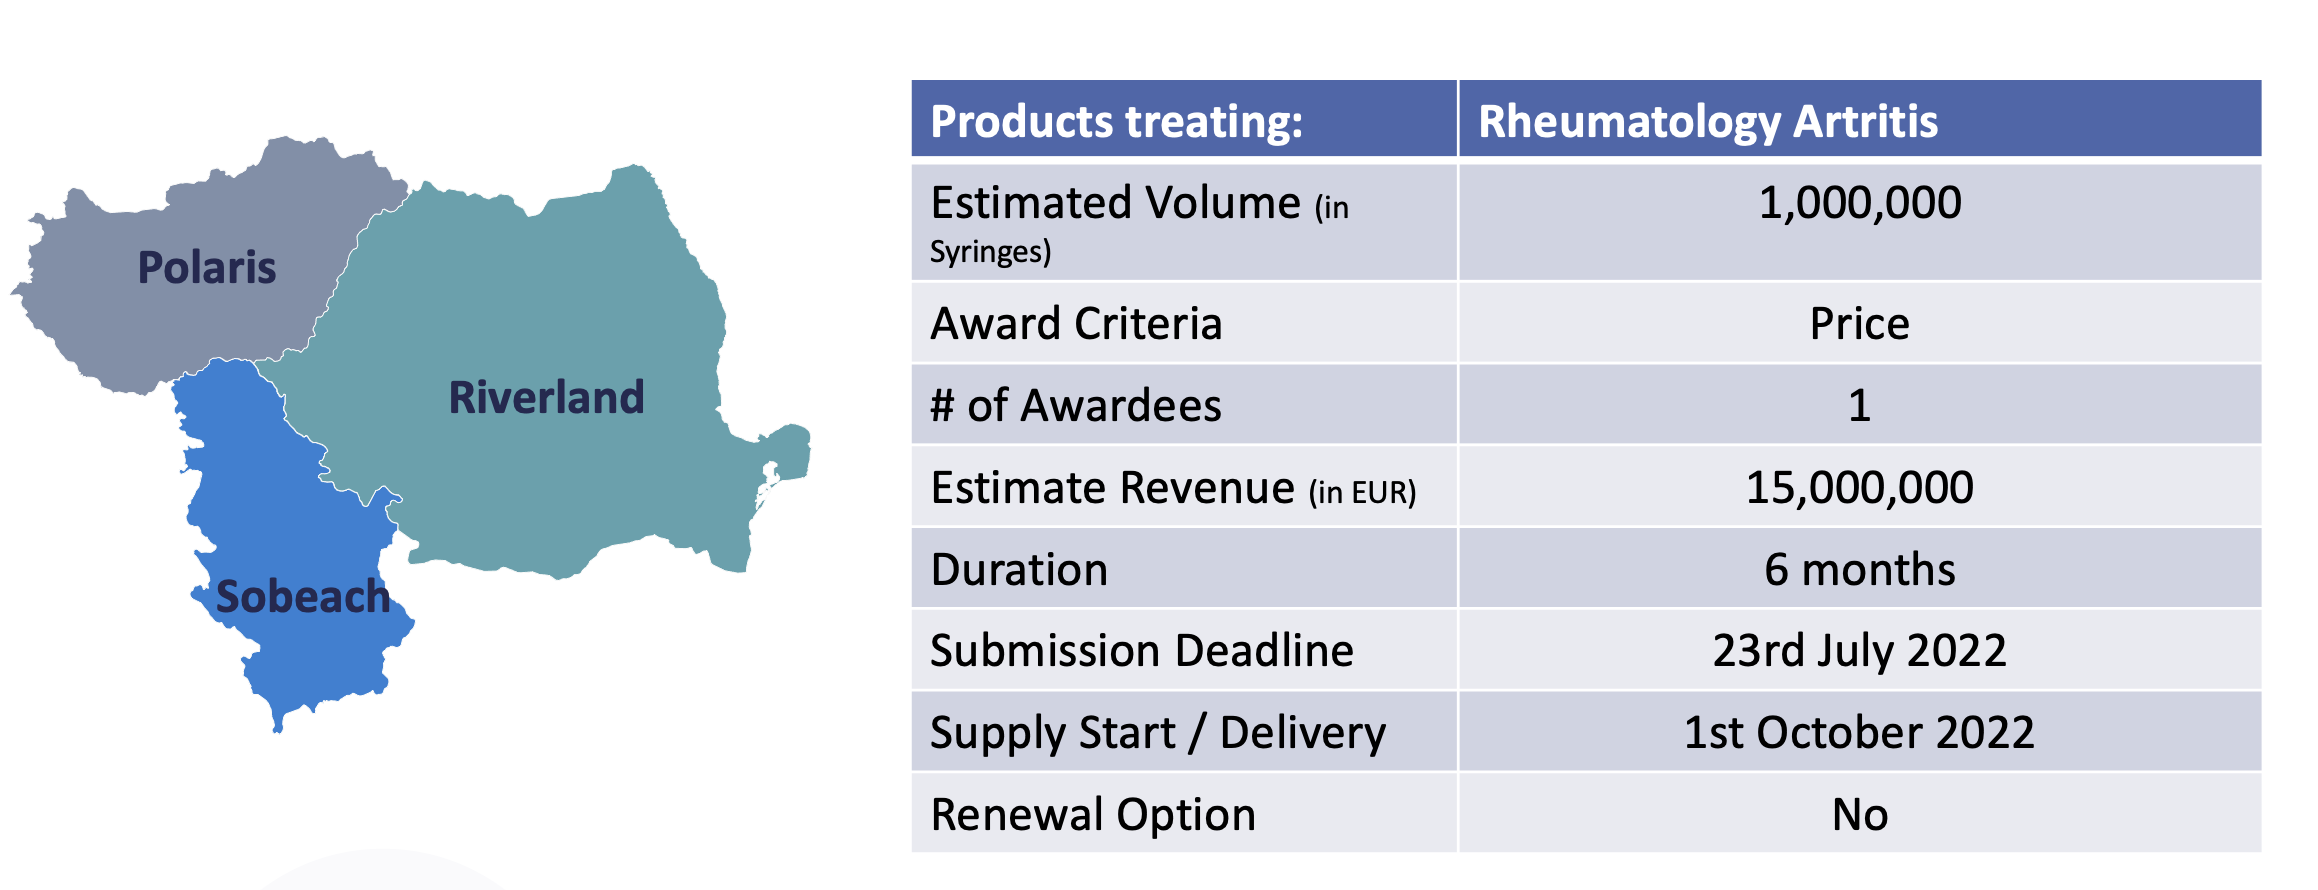 Polaris
Riverland
Sobeach
Products treating: Rheumatology Artritis
Estimated Volume (in
Syringes) 1,000,000
Award Criteria Price
# of Awardees 1
Estimate Revenue (in EUR) 15,000,000
Duration 6 months
Submission Deadline 23rd July 2022
Supply Start / Delivery 1st October 2022
Renewal Option No